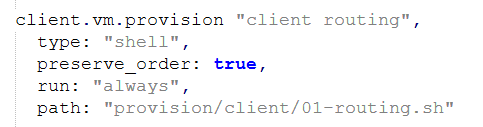 client.vm.provision "client routing",
  type: "shell",
  preserve_order: true,
  run: "always",
  path: "provision/client/01-routing.sh"